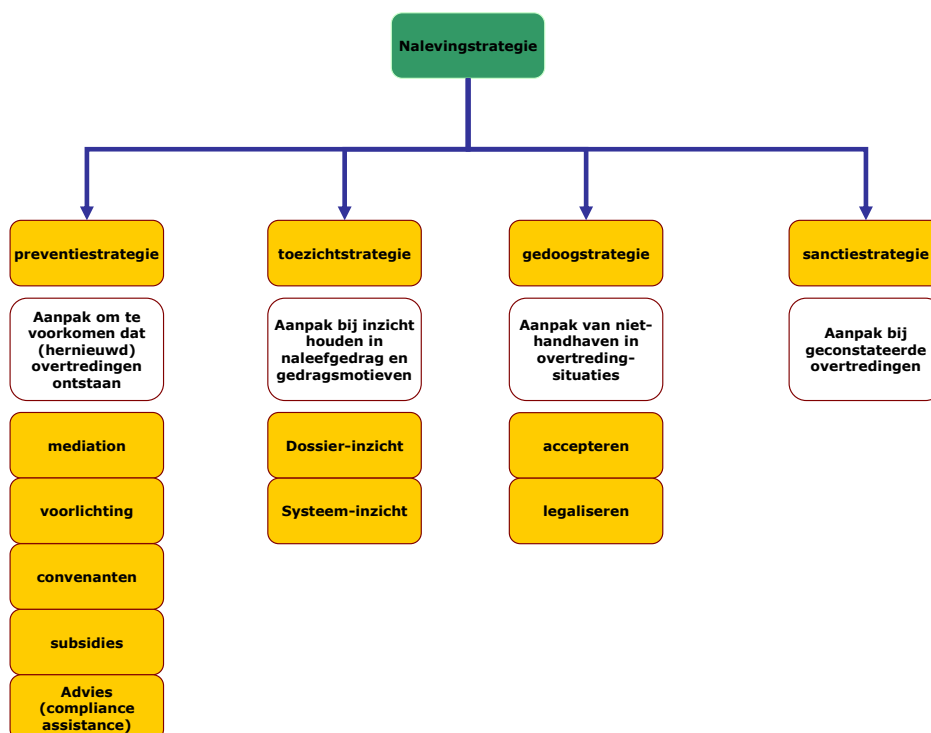 Nalevingstrategie
preventiestrategie
toezichtstrategie
gedoogstrategie
sanctiestrategie
Aanpak om te
voorkomen dat
(hernieuwd)
overtredingen
ontstaan
Aanpak bij inzicht
houden in
naleefgedrag en
gedragsmotieven
Aanpak van niet-
handhaven in
overtreding-
situaties
Aanpak bij
geconstateerde
overtredingen
mediation
voorlichting
convenanten
subsidies
Advies
(compliance
assistance)
Dossier-inzicht
Systeem-inzicht
accepteren
legaliseren